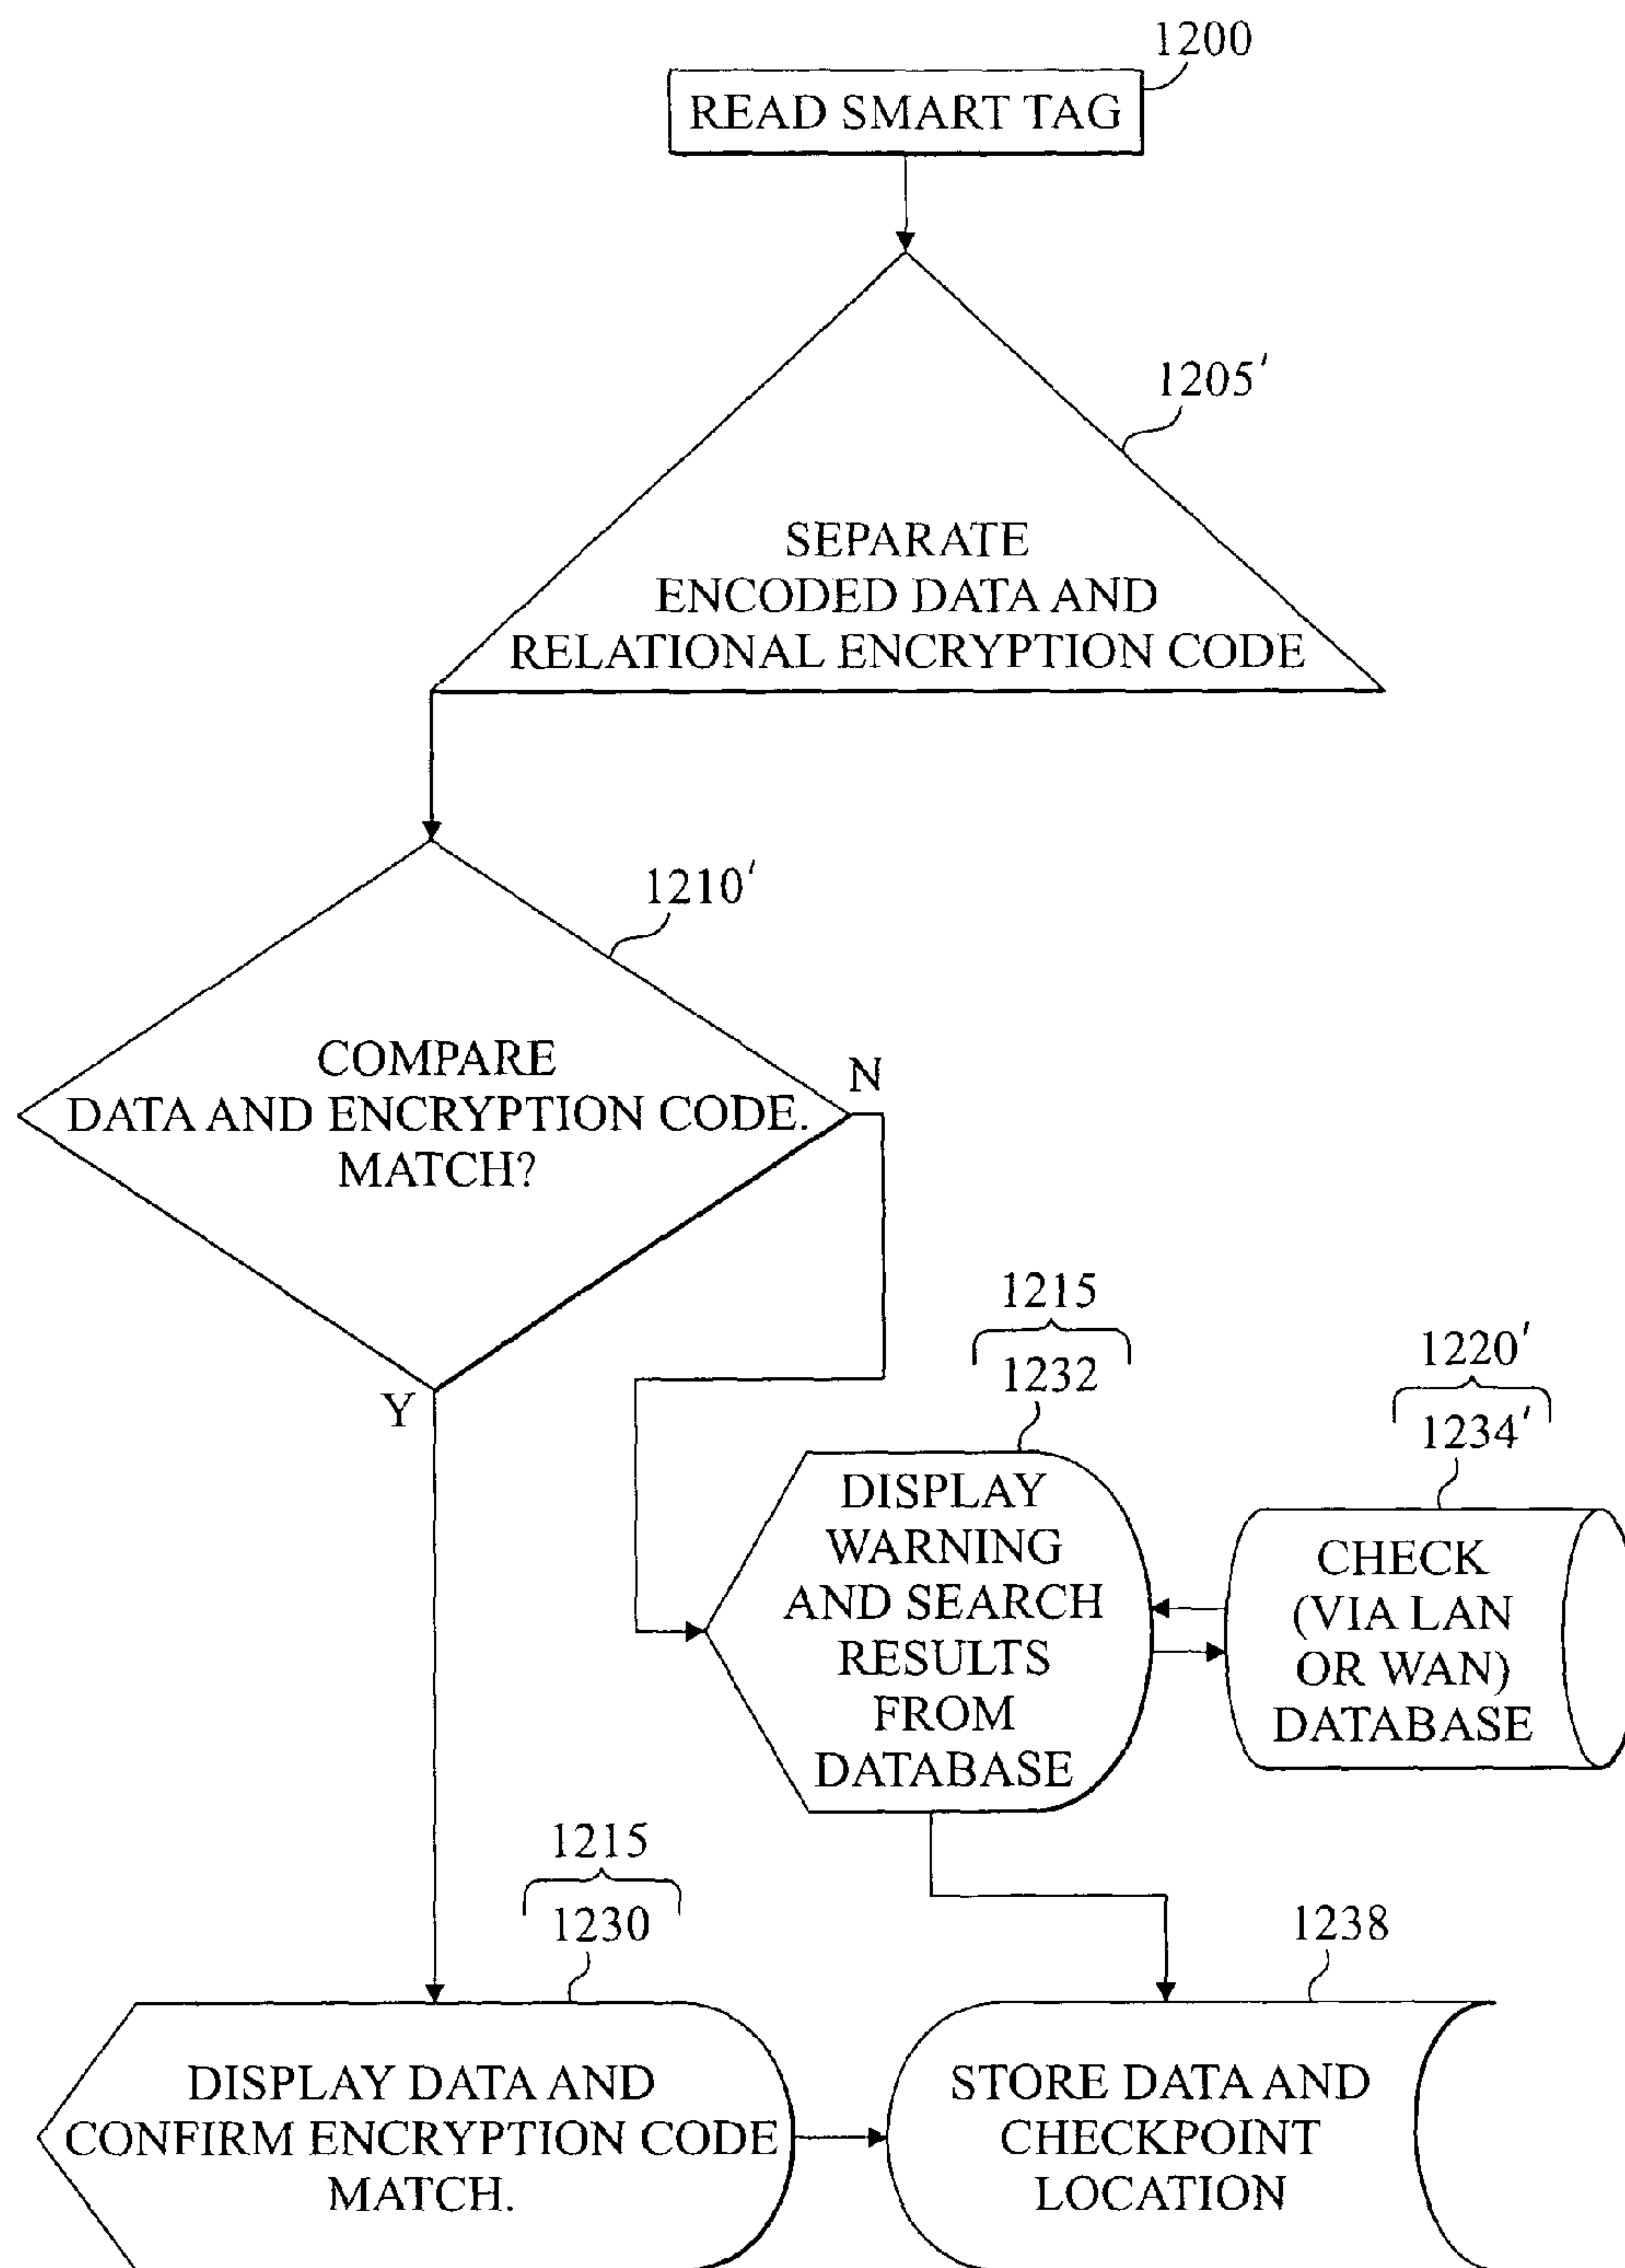 1200
READ SMART TAG
1205'
SEPARATE
ENCODED DATA AND
RELATIONAL ENCRYPTION CODE
1210'
COMPARE
DATA AND ENCRYPTION CODE.
MATCH?
N
Y
1215
1232
DISPLAY
WARNING
AND SEARCH
RESULTS
FROM
DATABASE
1220'
1234'
CHECK
(VIA LAN
OR WAN)
DATABASE
1215
1230
DISPLAY DATA AND
CONFIRM ENCRYPTION CODE
MATCH.
1238
STORE DATA AND
CHECKPOINT
LOCATION